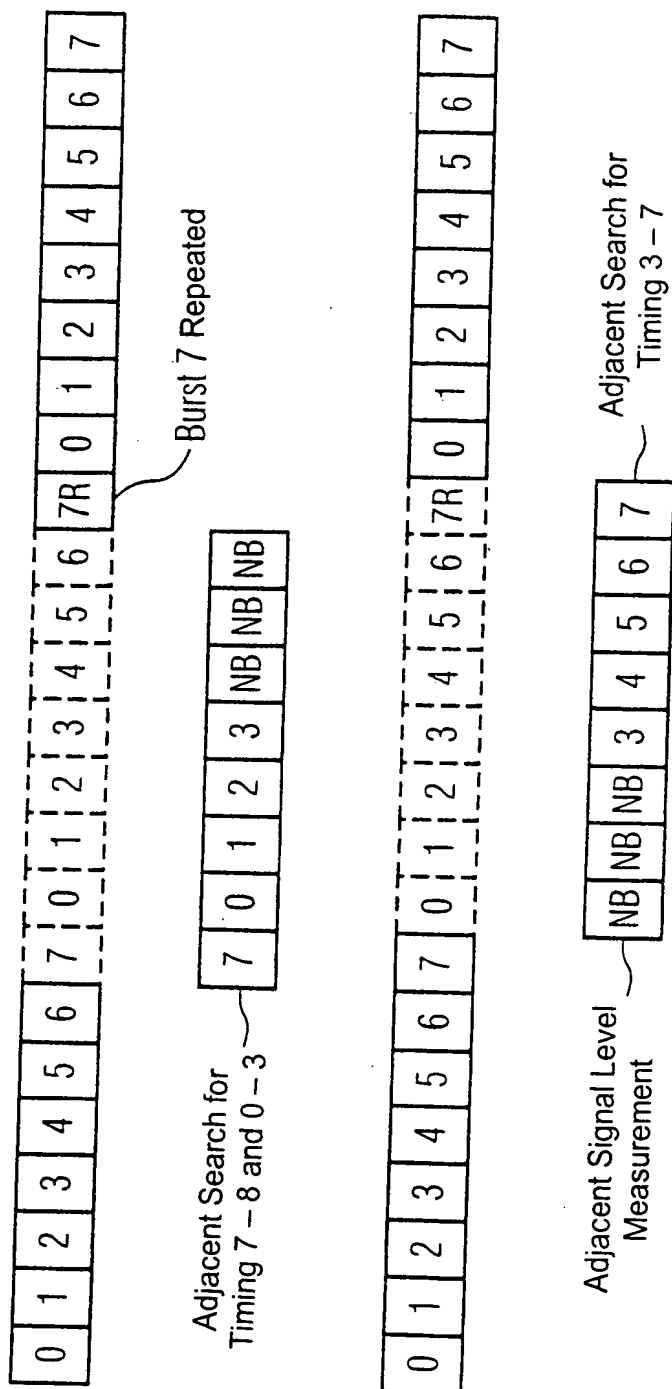 0 1 2 3 4 5 6 7 0 1 2 3 4 5 6 7R 0 1 2 3 4 5 6 7
Burst 7 Repeated
7 0 1 2 3 NB NB NB
Adjacent Search for
Timing 7 – 8 and 0 – 3
0 1 2 3 4 5 6 7 0 1 2 3 4 5 6 7R 0 1 2 3 4 5 6 7
NB NB NB 3 4 5 6 7
Adjacent Signal Level
Measurement
Adjacent Search for
Timing 3 – 7